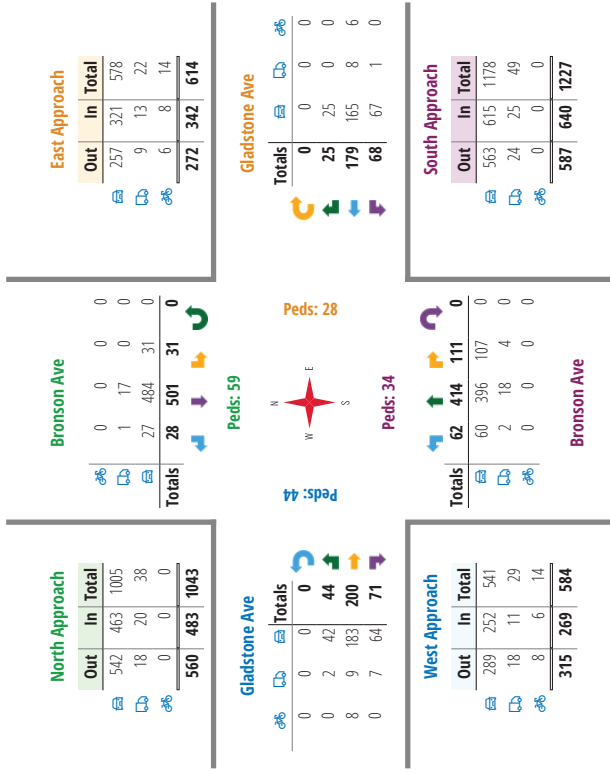 North Approach
Out In Total
542 463 1005
18 20 38
0 0 0
560 483 1043
Bronson Ave
0 0 0 0
1 17 0 0
27 484 31 0
Totals 28 501 31 0
East Approach
Out In Total
257 321 578
9 13 22
6 8 14
272 342 614
Peds: 59
Gladstone Ave
Totals
0 0 0 0
0 2 42 44
8 9 183 200
0 7 64 71
Peds: 44
N
W E
S
Peds: 28
Gladstone Ave
Totals
0 0 0 0
25 25 0 0
179 165 8 6
68 67 1 0
Peds: 34
West Approach
Out In Total
289 252 541
18 11 29
8 6 14
315 269 584
Totals 62 414 111 0
60 396 107 0
2 18 4 0
0 0 0 0
Bronson Ave
South Approach
Out In Total
563 615 1178
24 25 49
0 0 0
587 640 1227